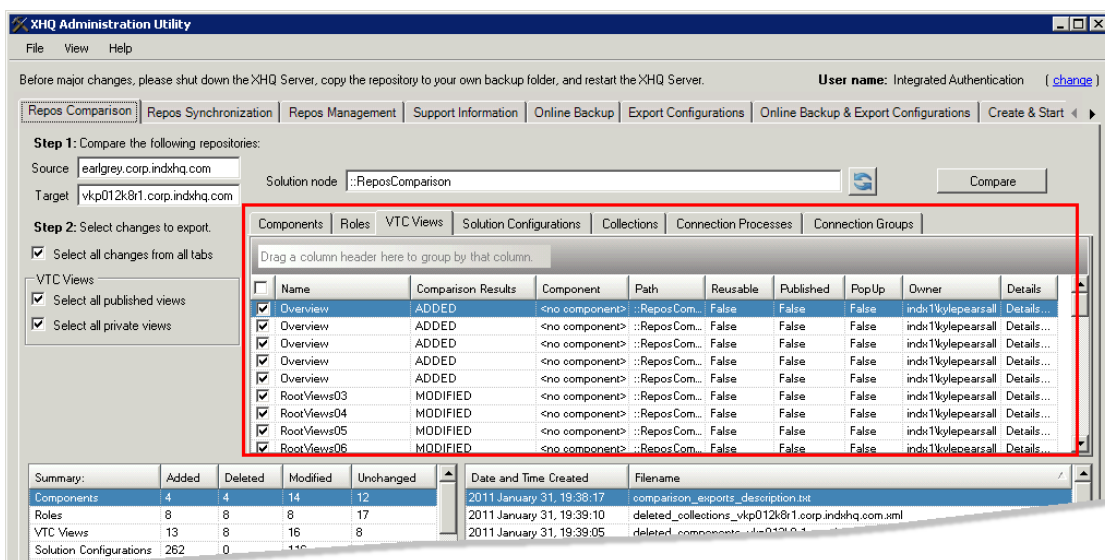 XHQ Administration Utility
File View Help
Before major changes, please shut down the XHQ Server, copy the repository to your own backup folder, and restart the XHQ Server. User name: Integrated Authentication ( change )
Repos Comparison Repos Synchronization Repos Management Support Information Online Backup Export Configurations Online Backup & Export Configurations Create & Start
Step 1: Compare the following repositories:
Source earlgrey.corp.indxhq.com
Solution node ::ReposComparison Compare
Target vkp012k8r1.corp.indxhq.com
Step 2: Select changes to export.
Select all changes from all tabs
VTC Views
Select all published views
Select all private views
Components Roles VTC Views Solution Configurations Collections Connection Processes Connection Groups
Drag a column header here to group by that column.
Name Comparison Results Component Path Reusable Published PopUp Owner Details
Overview ADDED <no component> ::ReposCom... False False False indx1\kylepearsall Details...
Overview ADDED <no component> ::ReposCom... False False False indx1\kylepearsall Details...
Overview ADDED <no component> ::ReposCom... False False False indx1\kylepearsall Details...
Overview ADDED <no component> ::ReposCom... False False False indx1\kylepearsall Details...
Overview ADDED <no component> ::ReposCom... False False False indx1\kylepearsall Details...
RootViews03 MODIFIED <no component> ::ReposCom... False False False indx1\kylepearsall Details...
RootViews04 MODIFIED <no component> ::ReposCom... False False False indx1\kylepearsall Details...
RootViews05 MODIFIED <no component> ::ReposCom... False False False indx1\kylepearsall Details...
RootViews06 MODIFIED <no component> ::ReposCom... False False False indx1\kylepearsall Details...
Summary: Added Deleted Modified Unchanged
Components 4 4 14 12
Roles 8 8 8 17
VTC Views 13 8 16 8
Solution Configurations 262 0
Date and Time Created Filename
2011 January 31, 19:38:17 comparison_exports_description.txt
2011 January 31, 19:39:10 deleted_collections_vkp012k8r1.corp.indxhq.com.xml
2011 January 31, 19:39:05